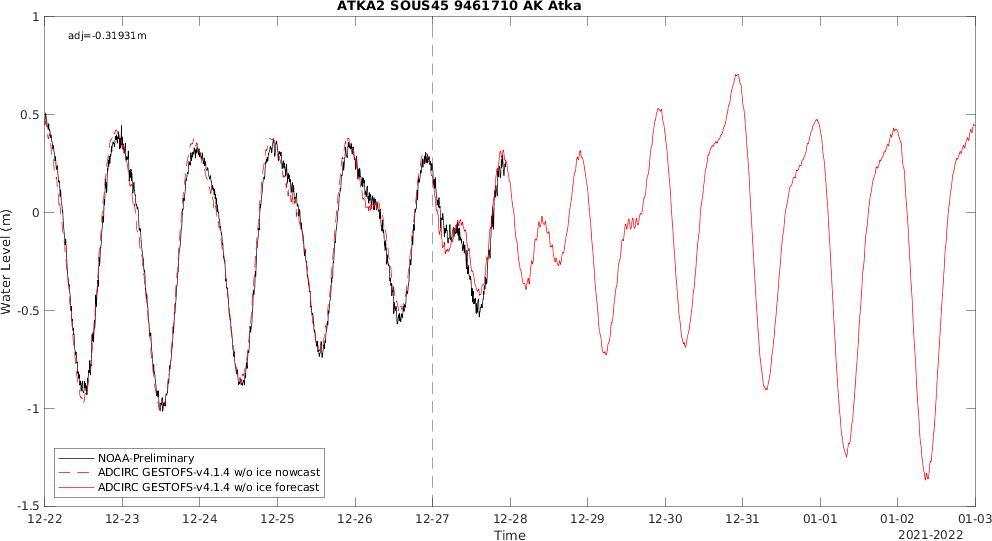 ATKA2 SOUS45 9461710 AK Atka
adj=-0.31931m
1
0.5
0
-0.5
-1
-1.5
Water Level (m)
NOAA-Preliminary
ADCIRC GESTOFS-v4.1.4 w/o ice nowcast
ADCIRC GESTOFS-v4.1.4 w/o ice forecast
12-22 12-23 12-24 12-25 12-26 12-27 12-28 12-29 12-30 12-31 01-01 01-02 01-03
Time
2021-2022